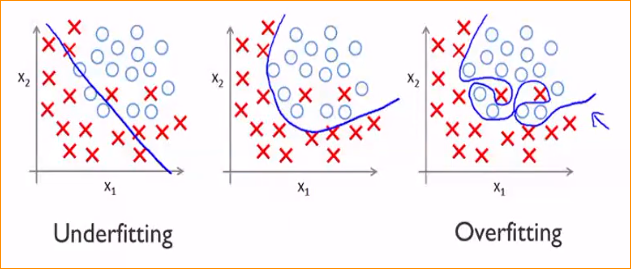 x₂
x₁
Underfitting
x₂
x₁
x₂
x₁
Overfitting